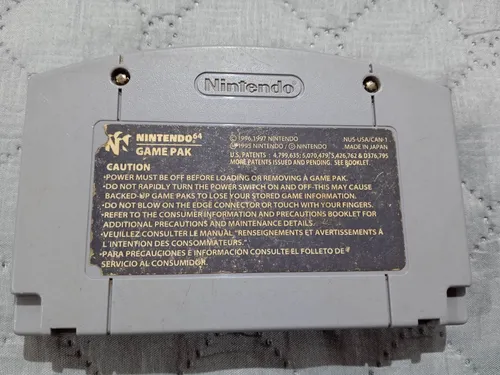 Nintendo
NINTENDO 64
GAME PAK
© 1996, 1997 NINTENDO
© 1995 NINTENDO / © NINTENDO
NUS-USA/CAN-1
MADE IN JAPAN
U.S. PATENTS: 4,799,635; 5,070,479; 5,426,762 & D376,795
MORE PATENTS ISSUED AND PENDING. SEE BOOKLET.
CAUTION
•POWER MUST BE OFF BEFORE LOADING OR REMOVING A GAME PAK.
•DO NOT RAPIDLY TURN THE POWER SWITCH ON AND OFF-THIS MAY CAUSE
BACKED-UP GAME PAKS TO LOSE YOUR STORED GAME INFORMATION.
•DO NOT BLOW ON THE EDGE CONNECTOR OR TOUCH WITH YOUR FINGERS.
•REFER TO THE CONSUMER INFORMATION AND PRECAUTIONS BOOKLET FOR
ADDITIONAL PRECAUTIONS AND MAINTENANCE DETAILS.
•VEUILLEZ CONSULTER LE MANUEL "RENSEIGNEMENTS ET AVERTISSEMENTS À
L'INTENTION DES CONSOMMATEURS."
•PARA PRECAUCIONES E INFORMACIÓN CONSULTE EL FOLLETO DE
SERVICIO AL CONSUMIDOR.